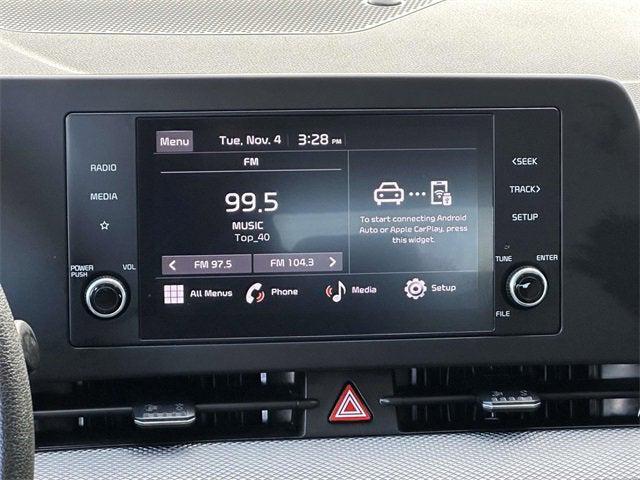 Menu
Tue, Nov. 4 3:28 PM
FM
99.5
MUSIC
Top_40
< FM 97.5 FM 104.3 >
To start connecting Android
Auto or Apple CarPlay, press
this widget.
All Menus Phone Media Setup
RADIO
MEDIA
POWER
PUSH
VOL
<SEEK
TRACK>
SETUP
TUNE
ENTER
FILE